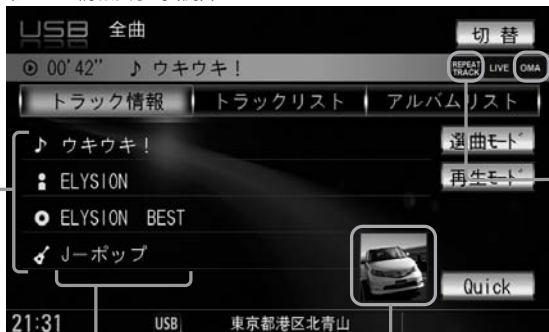 USB 全曲 切替
00'42" ♪ ウキウキ！ REPEAT TRACK LIVE OMA
トラック情報 トラックリスト アルバムリスト
♪ ウキウキ！ 選曲ﾓｰﾄﾞ
ELYSION 再生ﾓｰﾄﾞ
ELYSION BEST
Jーポップ
Quick
21:31 USB 東京都港区北青山